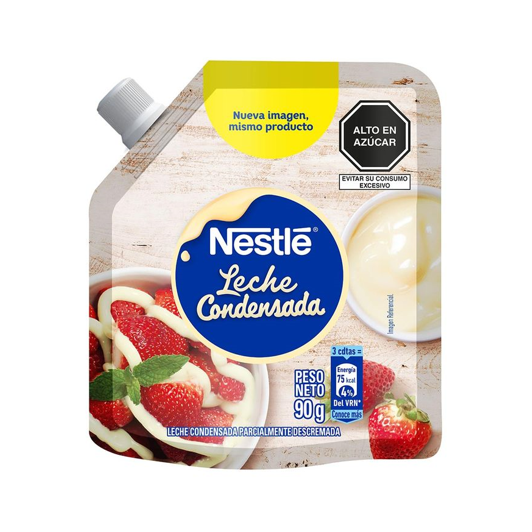 Nueva imagen,
mismo producto
ALTO EN
AZÚCAR
EVITAR SU CONSUMO
EXCESIVO
Nestlé®
Leche
Condensada
Imagen Referencial.
3 cdtas =
Energía
75 kcal
4%
Del VRN*
Conoce más
PESO
NETO
90g
LECHE CONDENSADA PARCIALMENTE DESCREMADA